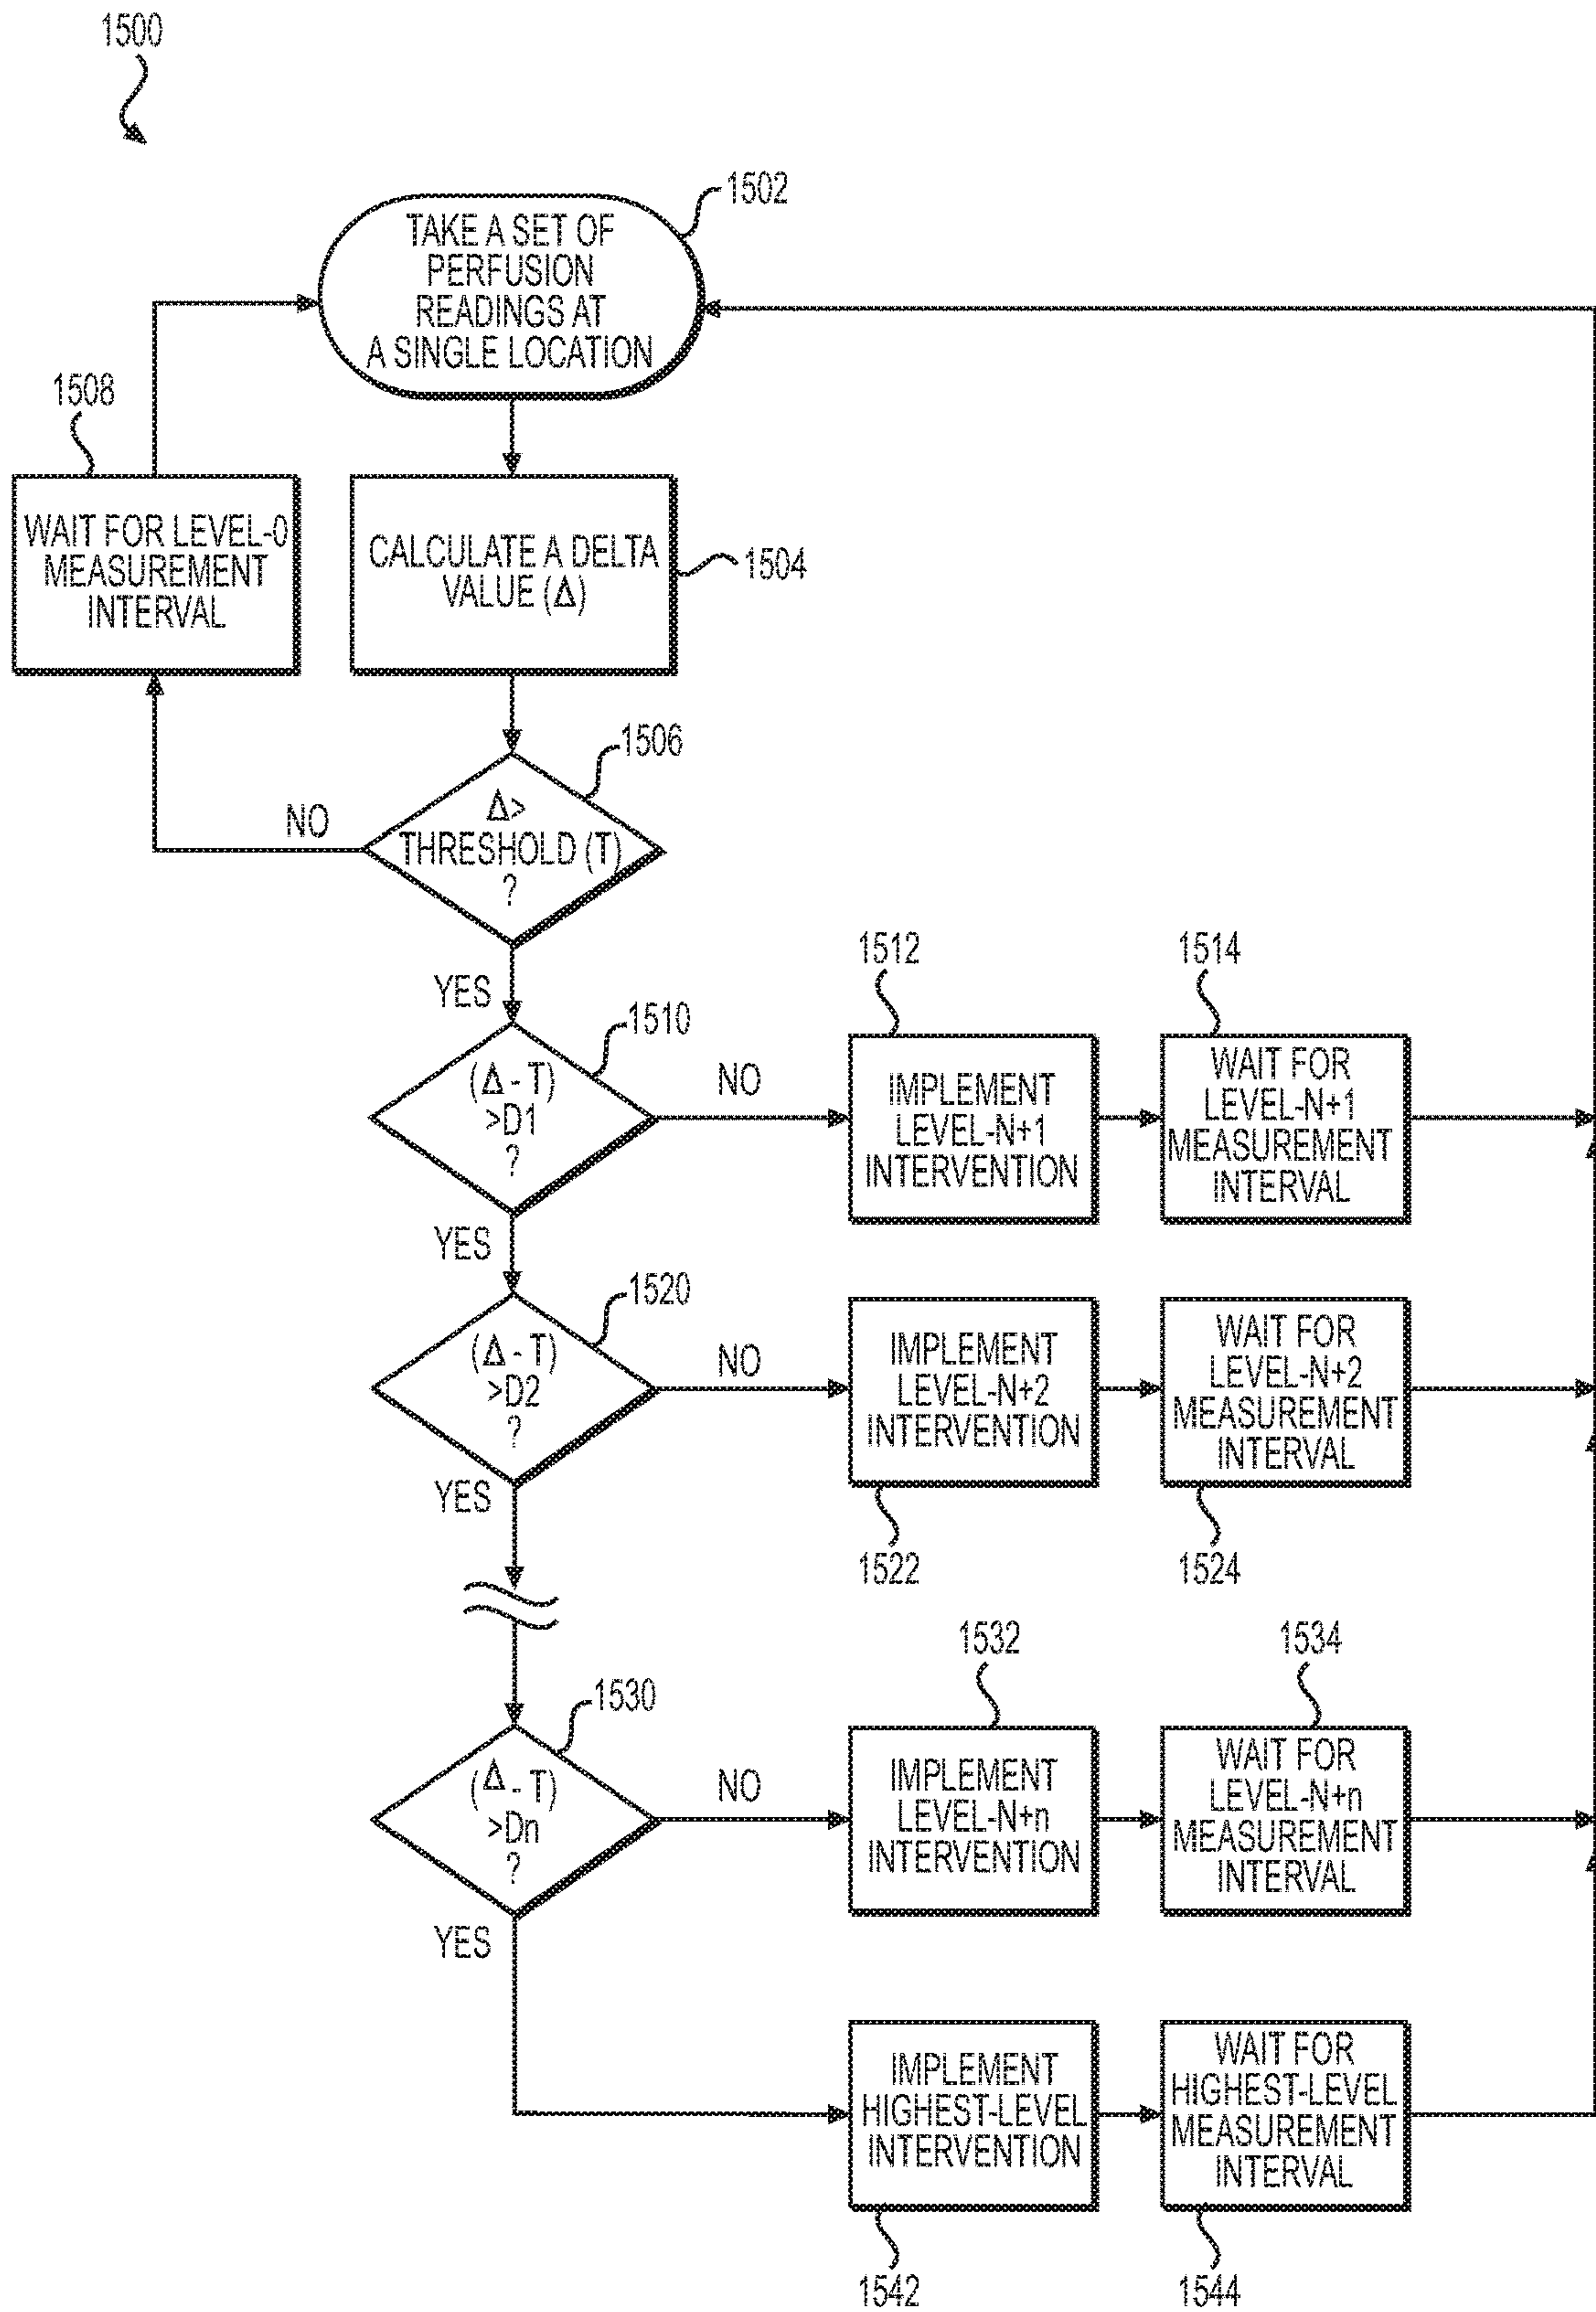 1500
1502
TAKE A SET OF
PERFUSION
READINGS AT
A SINGLE LOCATION
1508
WAIT FOR LEVEL-0
MEASUREMENT
INTERVAL
CALCULATE A DELTA
VALUE (Δ)
1504
1506
Δ>
THRESHOLD (T)
?
NO
YES
1510
(Δ - T)
>D1
?
NO
1512
IMPLEMENT
LEVEL-N+1
INTERVENTION
1514
WAIT FOR
LEVEL-N+1
MEASUREMENT
INTERVAL
YES
1520
(Δ - T)
>D2
?
NO
IMPLEMENT
LEVEL-N+2
INTERVENTION
1522
WAIT FOR
LEVEL-N+2
MEASUREMENT
INTERVAL
1524
YES
1530
(Δ - T)
>Dn
?
NO
1532
IMPLEMENT
LEVEL-N+n
INTERVENTION
1534
WAIT FOR
LEVEL-N+n
MEASUREMENT
INTERVAL
YES
IMPLEMENT
HIGHEST-LEVEL
INTERVENTION
1542
WAIT FOR
HIGHEST-LEVEL
MEASUREMENT
INTERVAL
1544